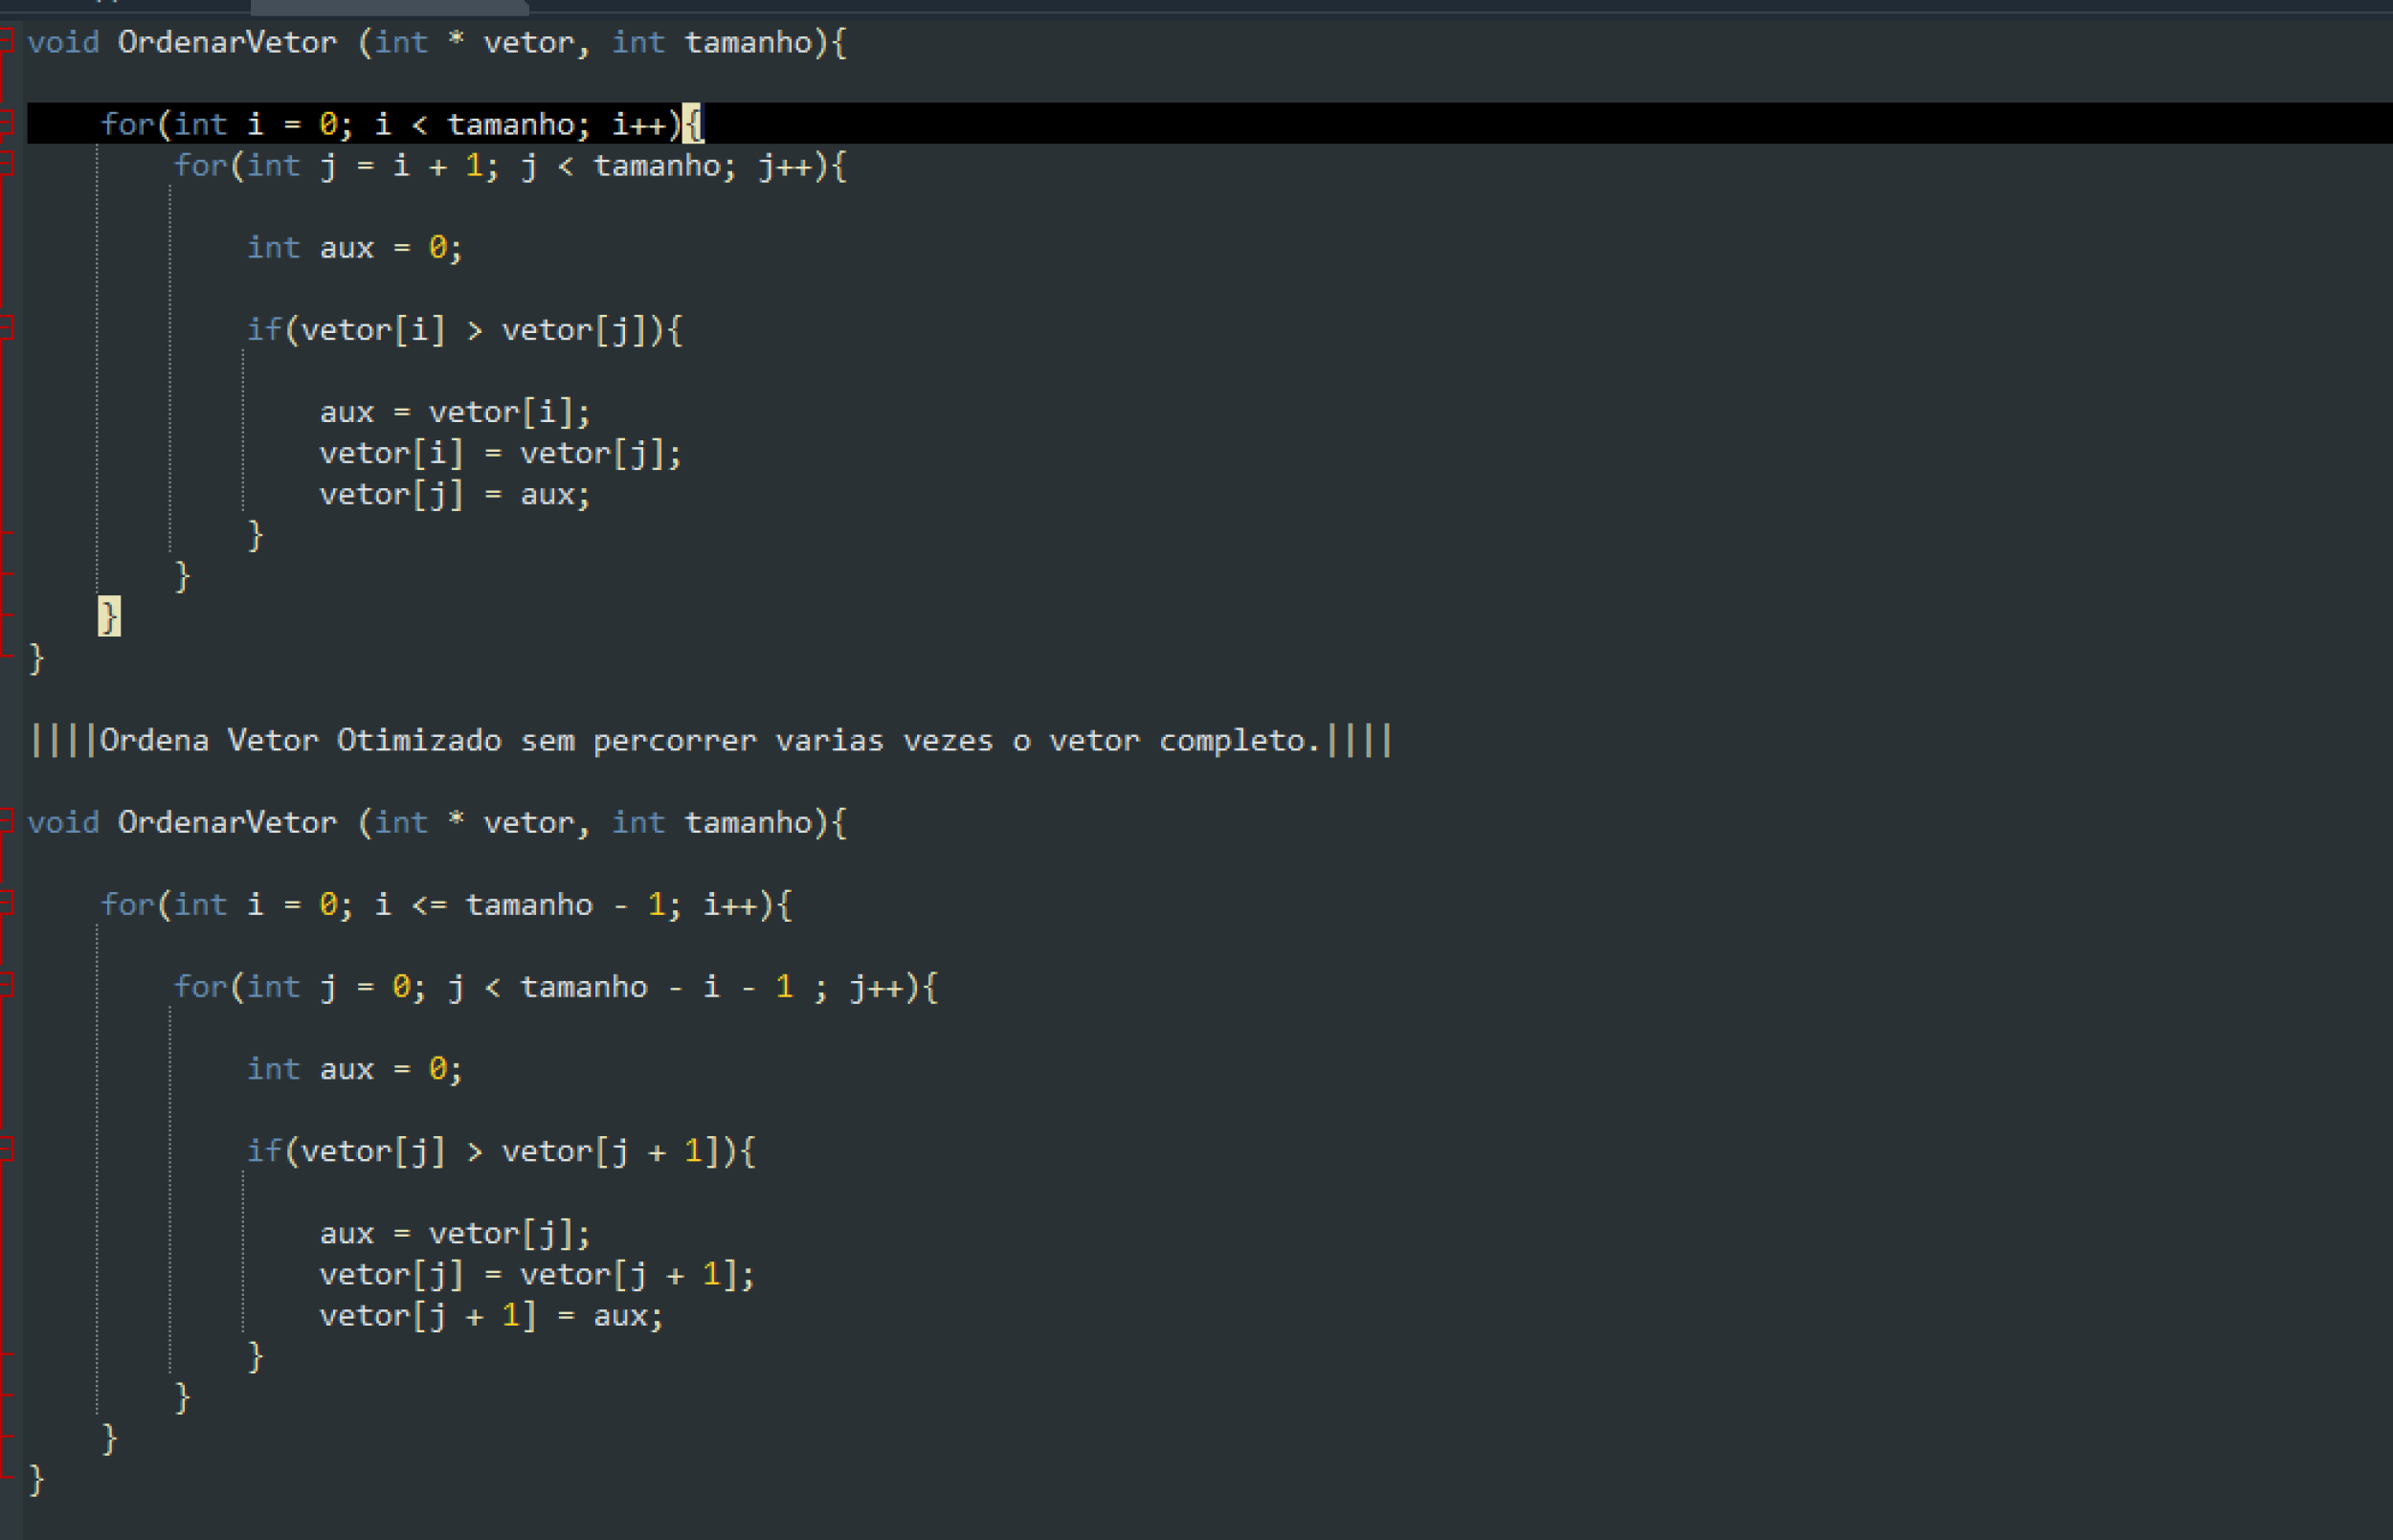 void OrdenarVetor (int * vetor, int tamanho){
for(int i = 0; i < tamanho; i++){
for(int j = i + 1; j < tamanho; j++){
int aux = 0;
if(vetor[i] > vetor[j]){
aux = vetor[i];
vetor[i] = vetor[j];
vetor[j] = aux;
}
}
}
}
||||Ordena Vetor Otimizado sem percorrer varias vezes o vetor completo.||||
void OrdenarVetor (int * vetor, int tamanho){
for(int i = 0; i <= tamanho - 1; i++){
for(int j = 0; j < tamanho - i - 1 ; j++){
int aux = 0;
if(vetor[j] > vetor[j + 1]){
aux = vetor[j];
vetor[j] = vetor[j + 1];
vetor[j + 1] = aux;
}
}
}
}